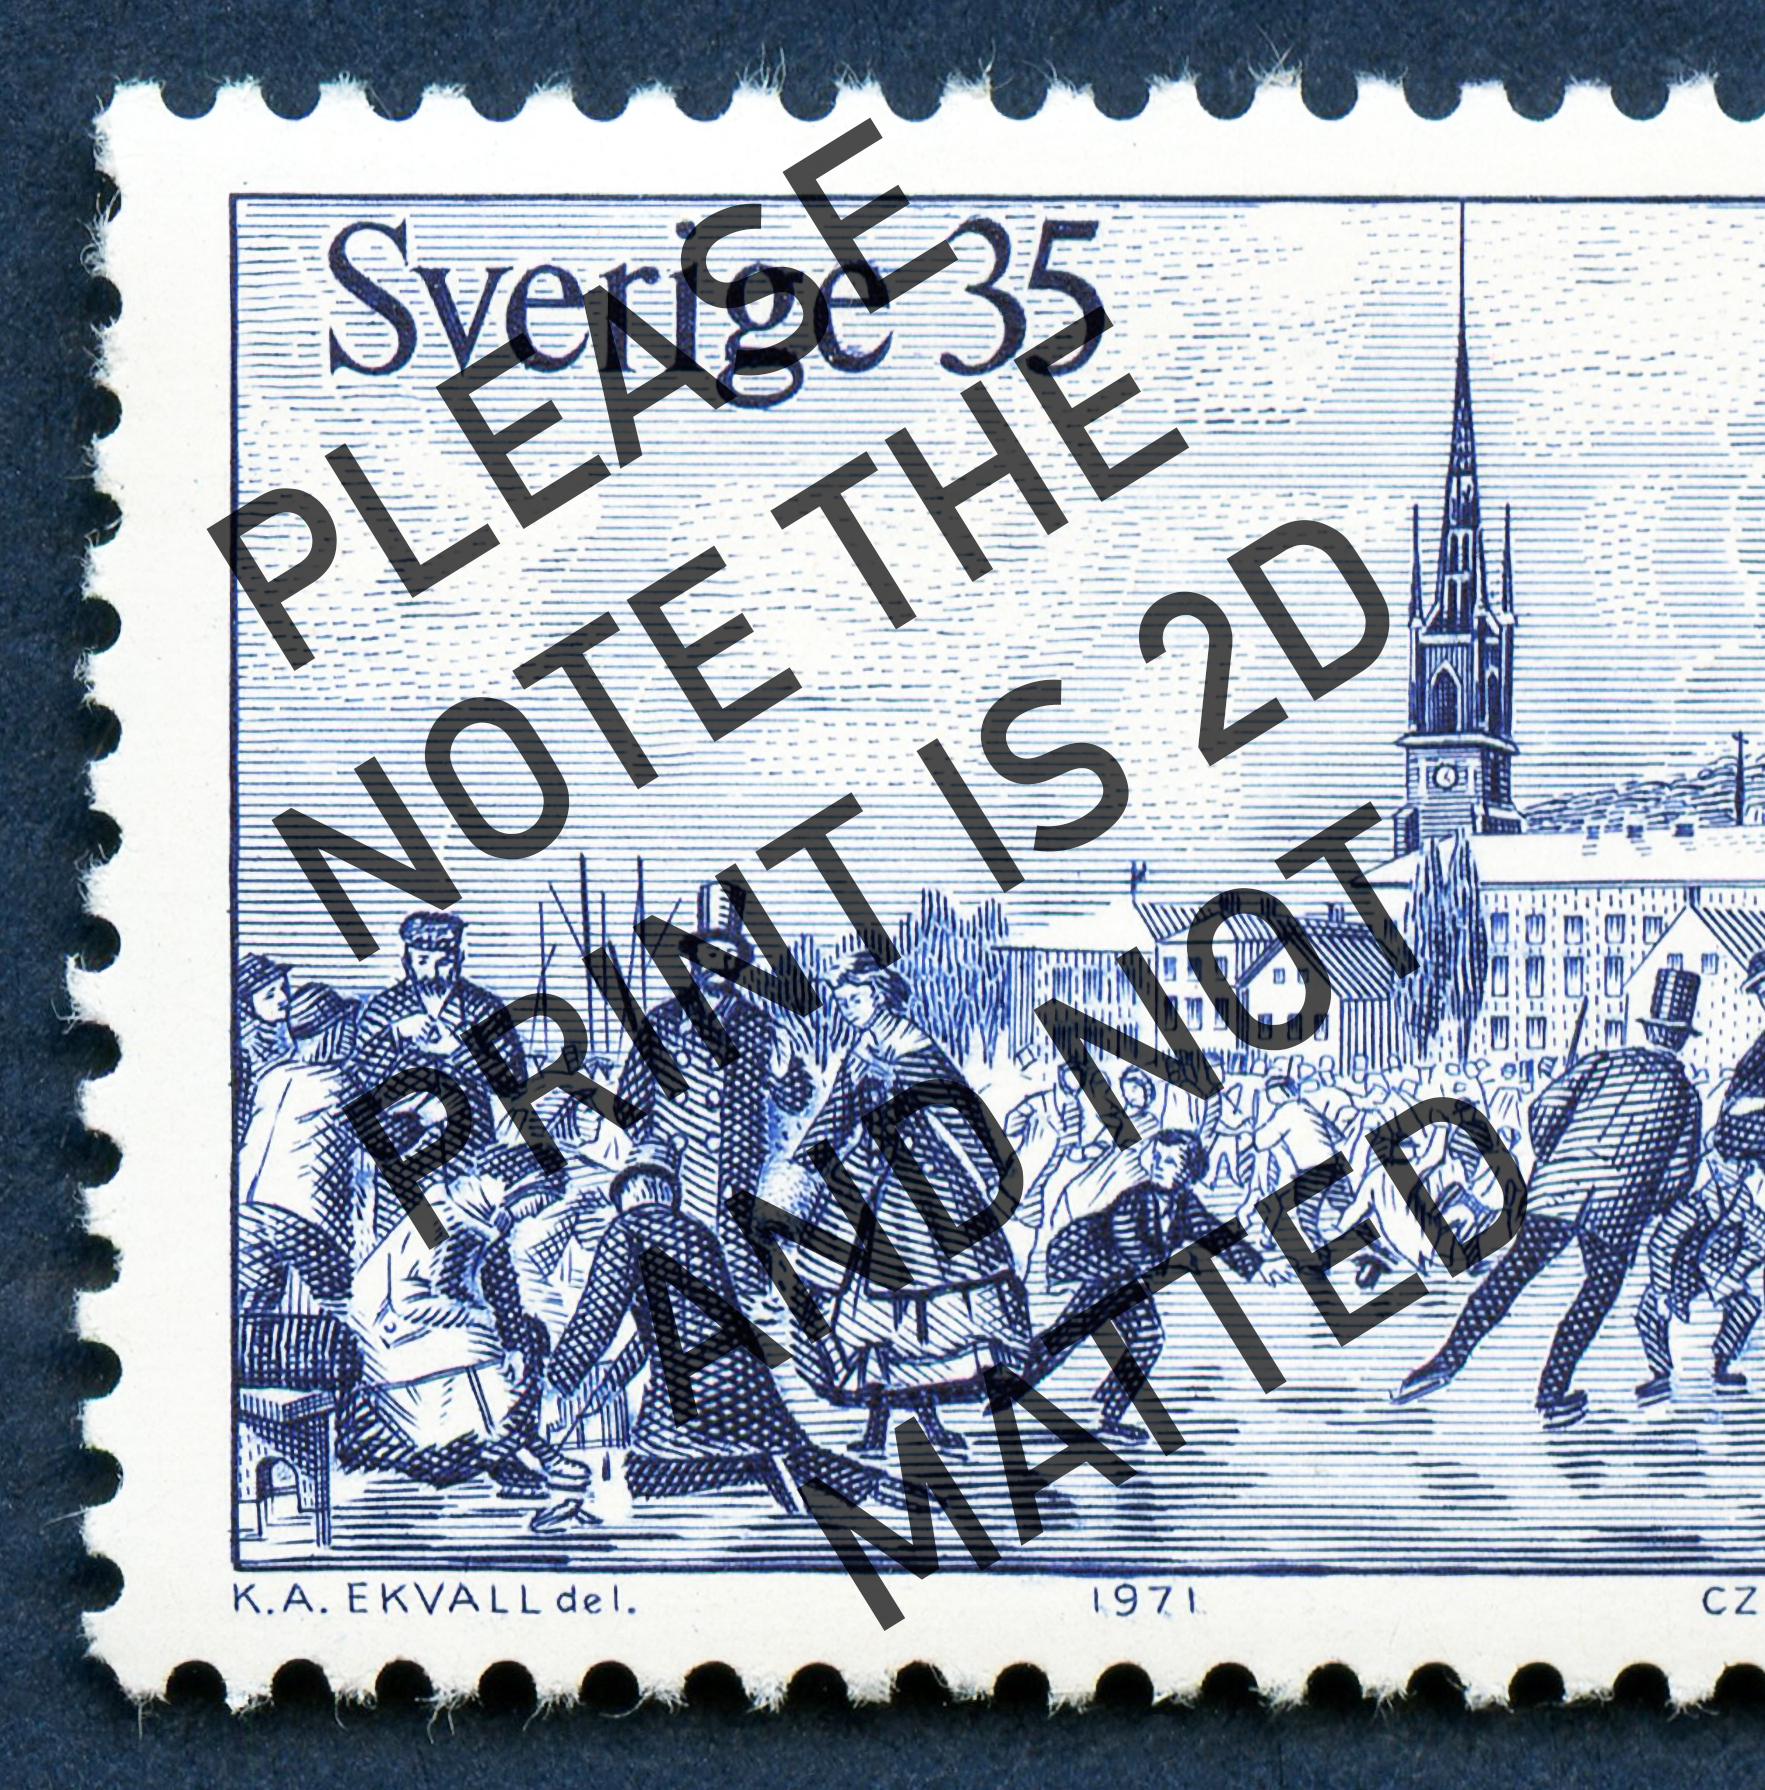 Sverige 35
PLEASE
NOTE THE
PRINT IS 2D
AND NOT
MATTED
K.A. EKVALL del.
1971
CZ